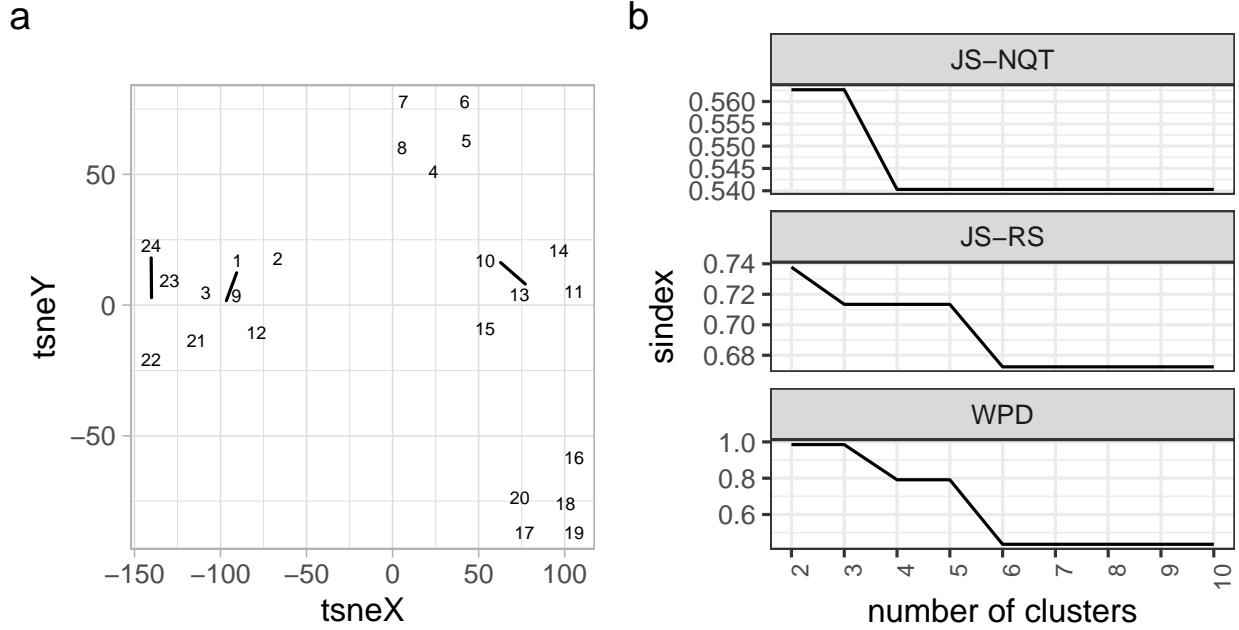 a
7 6
8 5
4
50
24 1 2 10 14
23 3 9 13 11
0
21 12 15
22
−50
16
20 18
17 19
−150 −100 −50 0 50 100
tsneX
tsneY
b
JS−NQT
0.560
0.555
0.550
0.545
0.540
JS−RS
0.74
0.72
0.70
0.68
WPD
1.0
0.8
0.6
2 3 4 5 6 7 8 9 10
number of clusters
sindex